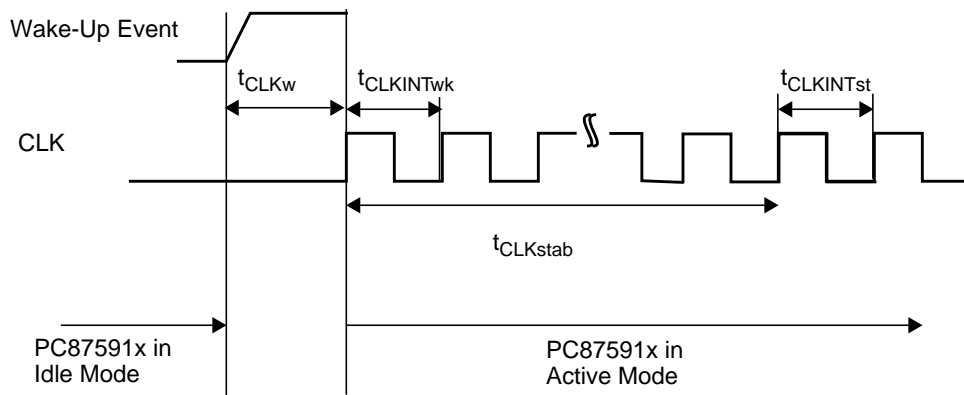 Wake-Up Event
tCLKw
tCLKINTwk
tCLKINTst
CLK
tCLKstab
PC87591x in
Idle Mode
PC87591x in
Active Mode